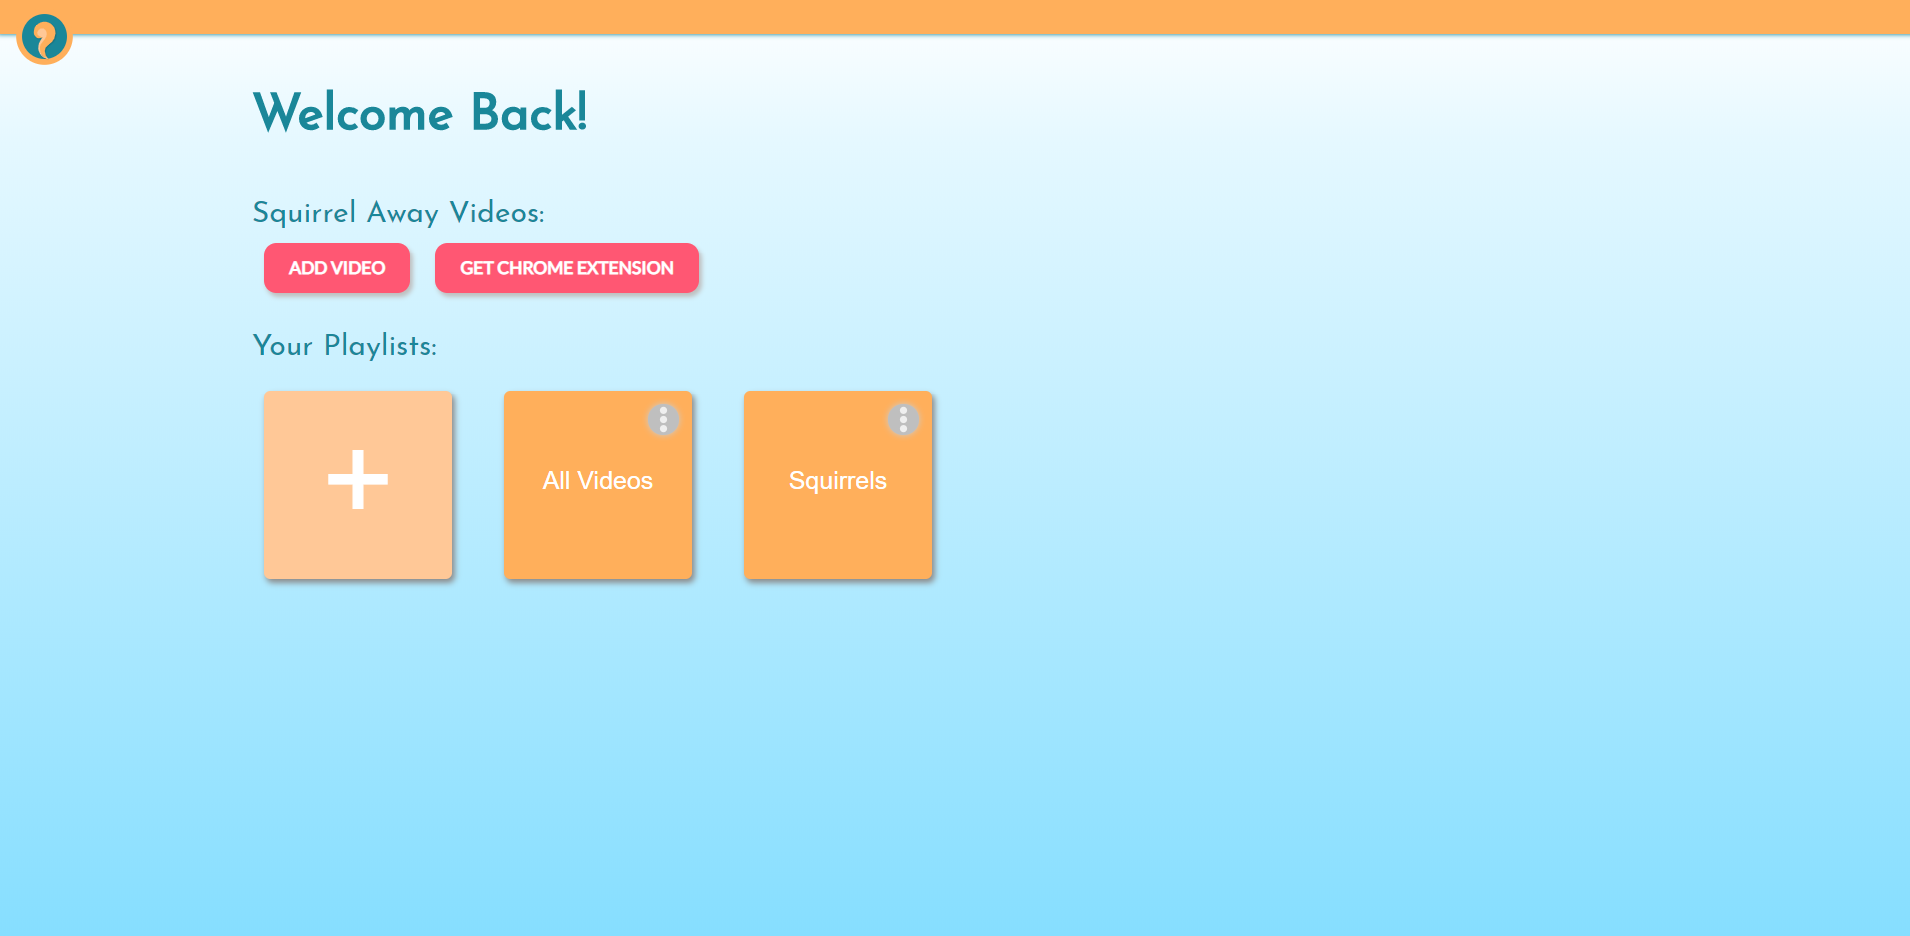 Welcome Back!
Squirrel Away Videos:
ADD VIDEO
GET CHROME EXTENSION
Your Playlists:
All Videos
Squirrels